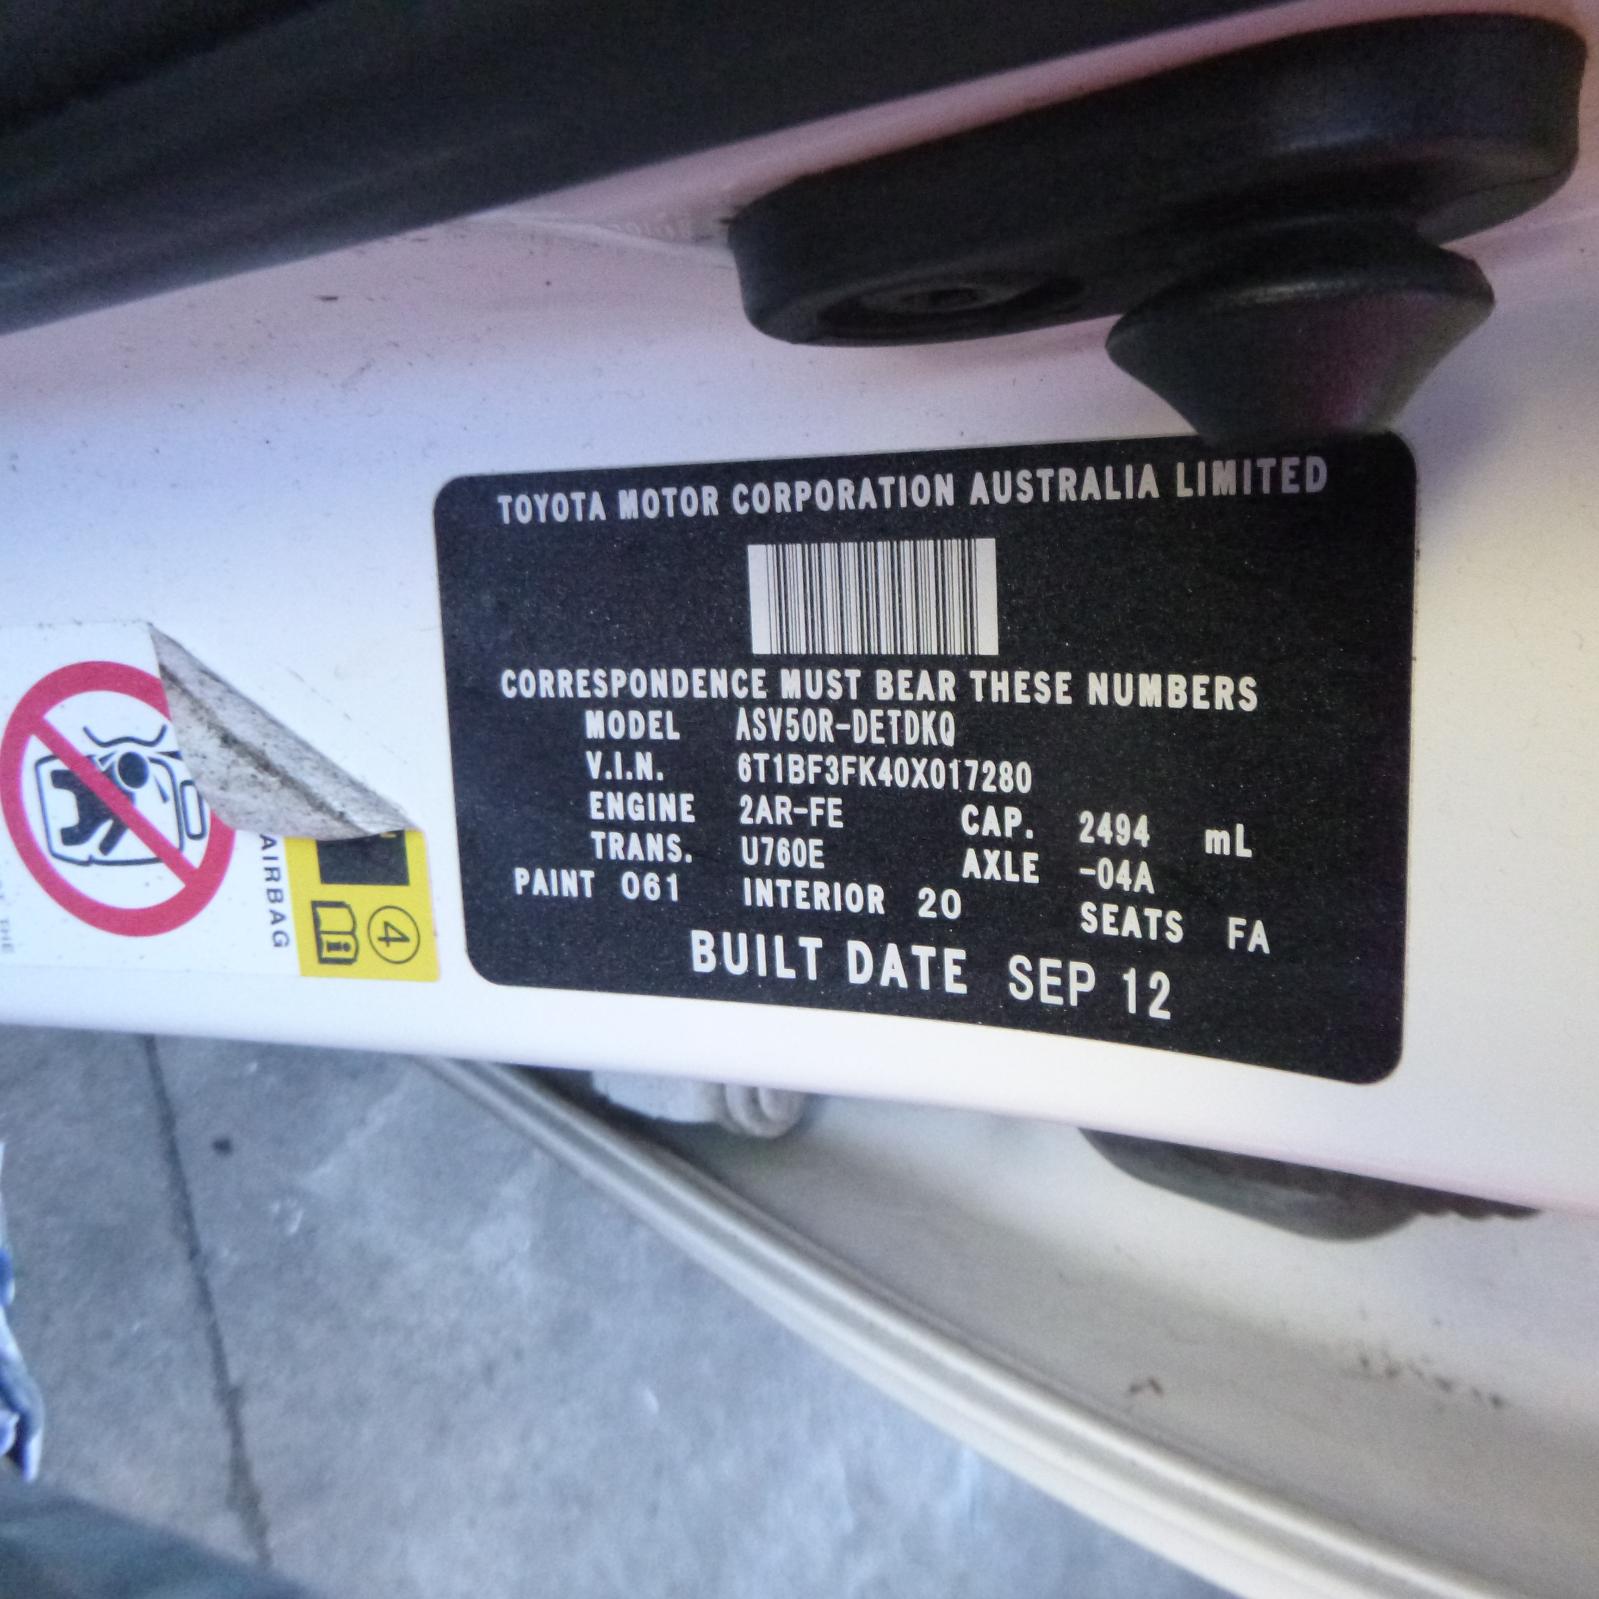 TOYOTA MOTOR CORPORATION AUSTRALIA LIMITED
CORRESPONDENCE MUST BEAR THESE NUMBERS
MODEL ASV50R-DETDKQ
V.I.N. 6T1BF3FK40X017280
ENGINE 2AR-FE CAP. 2494 mL
TRANS. U760E AXLE -04A
PAINT 061 INTERIOR 20 SEATS FA
BUILT DATE SEP 12
AIRBAG
4
i
THE